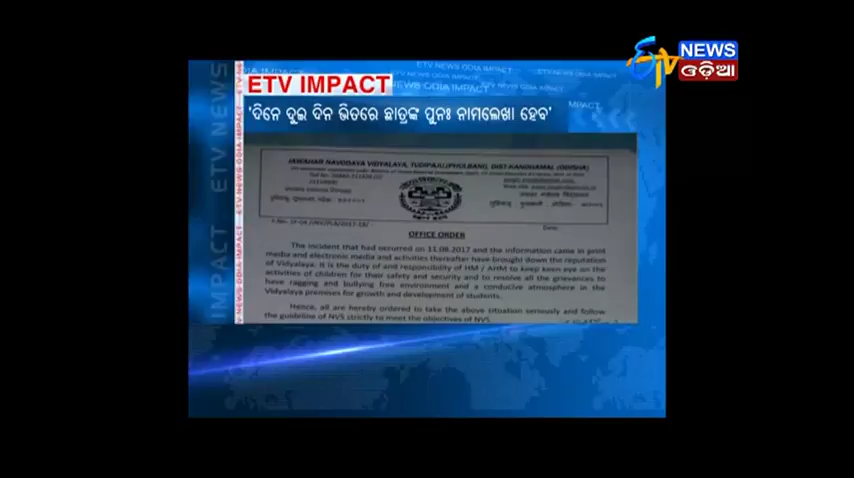 ETV NEWS ଓଡ଼ିଆ
ETV NEWS ODIA IMPACT
ETV IMPACT
'ଦିନେ ଦୁଇ ଦିନ ଭିତରେ ଛାତ୍ରଙ୍କ ପୁନଃ ନାମଲେଖା ହେବ'
JAWAHAR NAVODAYA VIDYALAYA, TUDIPAJU, (PHULBANI), DIST-KANDHAMAL (ODISHA)
Date:
OFFICE ORDER
The incident that had occurred on 11.08.2017 and the information came in print
media and electronic media and activities thereafter have brought down the reputation
of Vidyalaya. It is the duty of and responsibility of HM / AHM to keep keen eye on the
activities of children for their safety and security and to resolve all the grievances to
have ragging and bullying free environment and a conducive atmosphere in the
Vidyalaya premises for growth and development of students.
Hence, all are hereby ordered to take the above situation seriously and follow
the guideline of NVS strictly to meet the objectives of NVS.